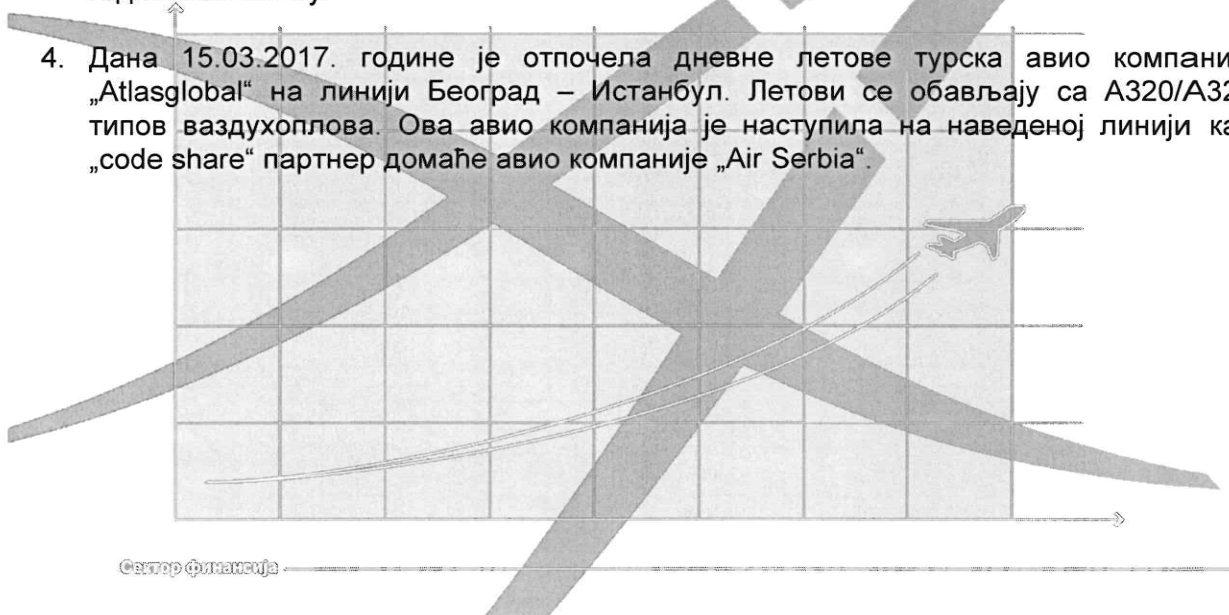 4. Дана 15.03.2017. године је отпочела дневне летове турска авио компани
„Atlasglobal“ на линији Београд – Истанбул. Летови се обављају са А320/А32
типов ваздухоплова. Ова авио компанија је наступила на наведеној линији ка
„code share“ партнер домаће авио компаније „Air Serbia“.
Сектор финансија